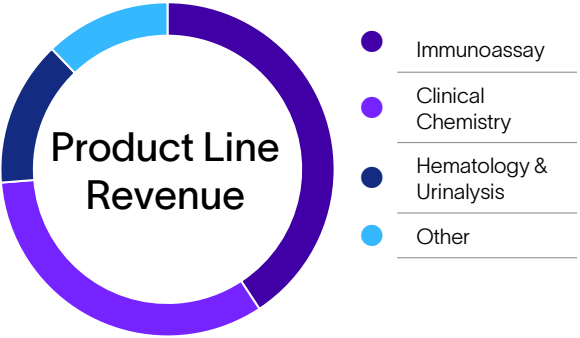 Product Line
Revenue
Immunoassay
Clinical
Chemistry
Hematology &
Urinalysis
Other